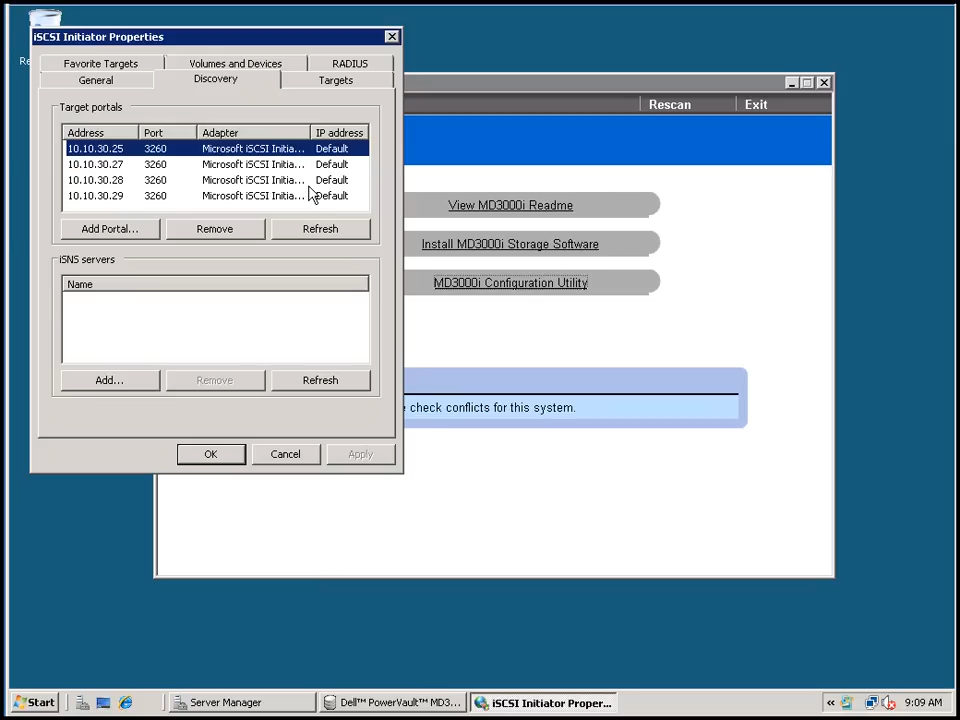 Re
iSCSI Initiator Properties
Favorite Targets
Volumes and Devices
RADIUS
General
Discovery
Targets
Target portals
Address Port Adapter IP address
10.10.30.25 3260 Microsoft iSCSI Initia... Default
10.10.30.27 3260 Microsoft iSCSI Initia... Default
10.10.30.28 3260 Microsoft iSCSI Initia... Default
10.10.30.29 3260 Microsoft iSCSI Initia... Default
Add Portal... Remove Refresh
iSNS servers
Name
Add... Remove Refresh
OK Cancel Apply
Rescan Exit
View MD3000i Readme
Install MD3000i Storage Software
MD3000i Configuration Utility
check conflicts for this system.
Start Server Manager Dell™ PowerVault™ MD3... iSCSI Initiator Proper... « 9:09 AM